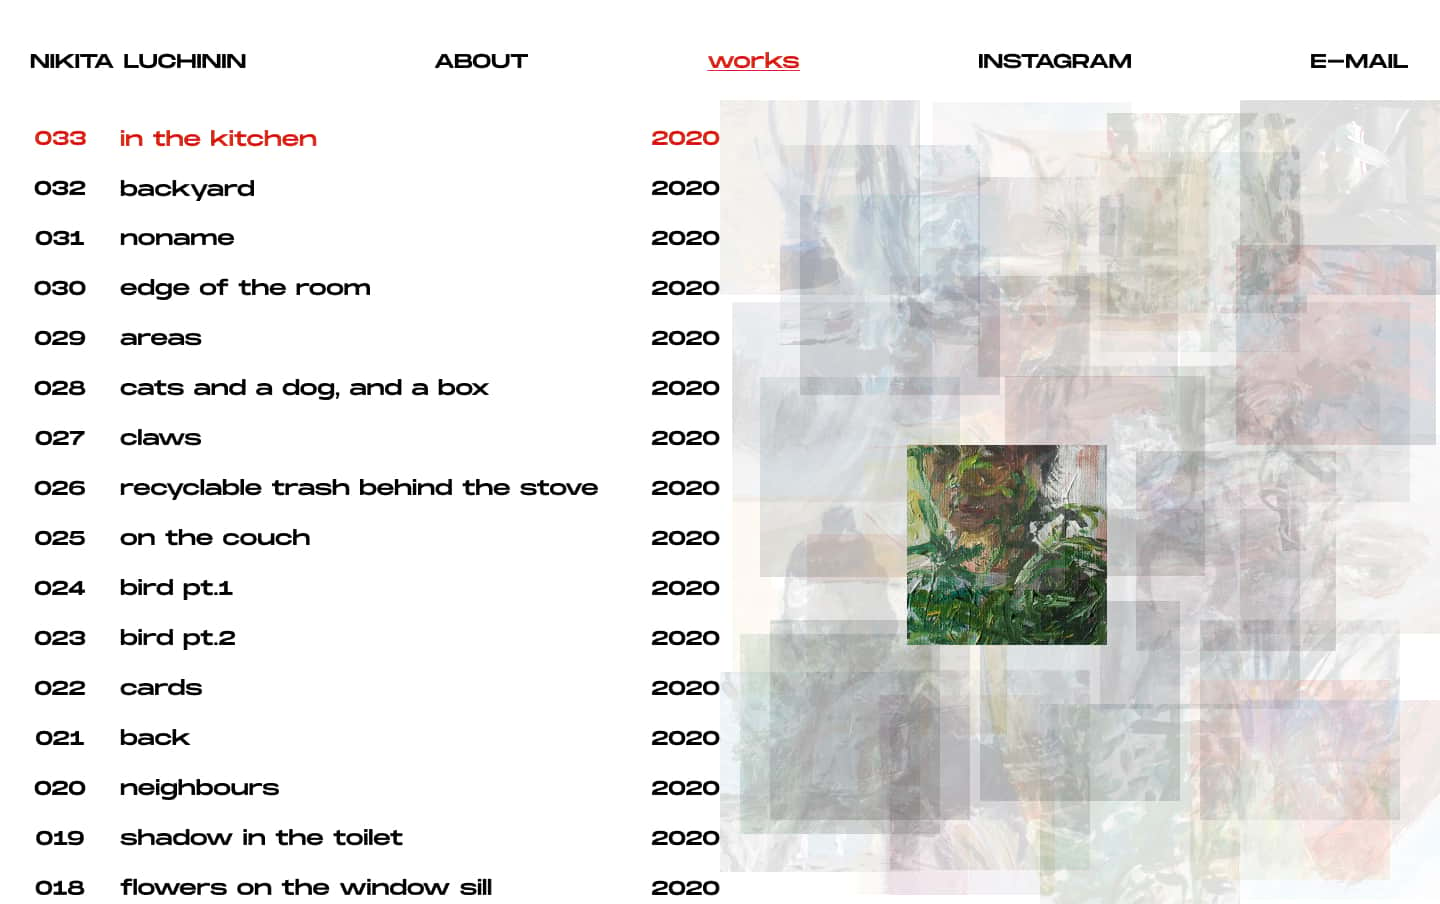 NIKITA LUCHININ ABOUT works INSTAGRAM E—MAIL
033 in the kitchen 2020
032 backyard 2020
031 noname 2020
030 edge of the room 2020
029 areas 2020
028 cats and a dog, and a box 2020
027 claws 2020
026 recyclable trash behind the stove 2020
025 on the couch 2020
024 bird pt.1 2020
023 bird pt.2 2020
022 cards 2020
021 back 2020
020 neighbours 2020
019 shadow in the toilet 2020
018 flowers on the window sill 2020